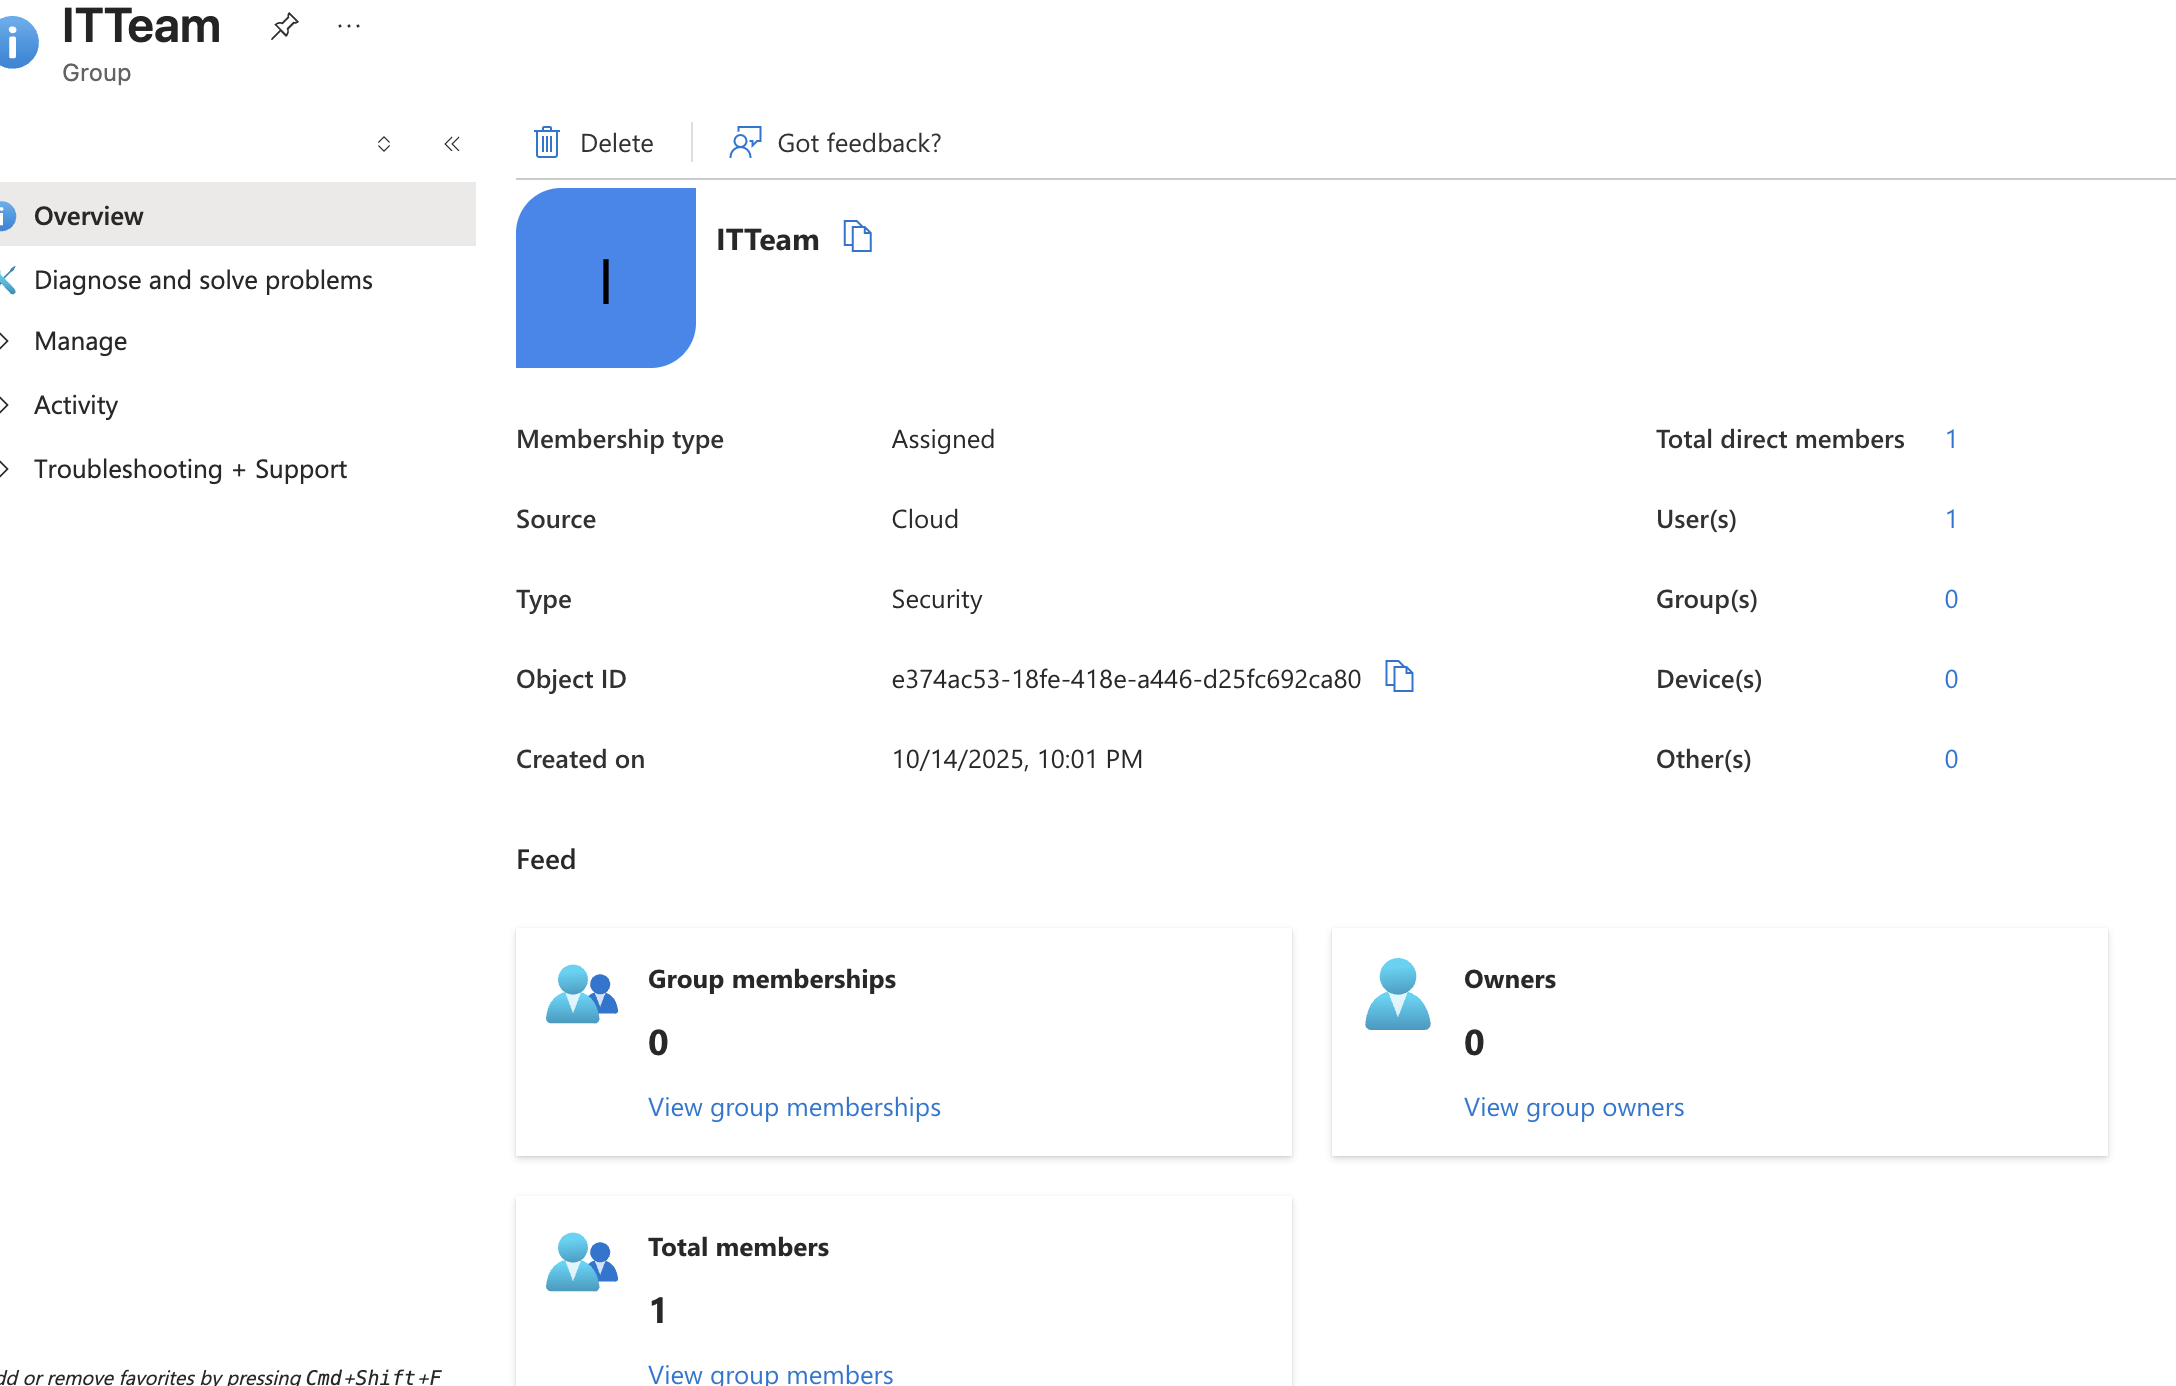 ITTeam
Group
Delete
Got feedback?
Overview
Diagnose and solve problems
Manage
Activity
Troubleshooting + Support
I
ITTeam
Membership type Assigned
Total direct members 1
Source Cloud
User(s) 1
Type Security
Group(s) 0
Object ID e374ac53-18fe-418e-a446-d25fc692ca80
Device(s) 0
Created on 10/14/2025, 10:01 PM
Other(s) 0
Feed
Group memberships
0
View group memberships
Owners
0
View group owners
Total members
1
View group members
or remove favorites by pressing Cmd+Shift+F